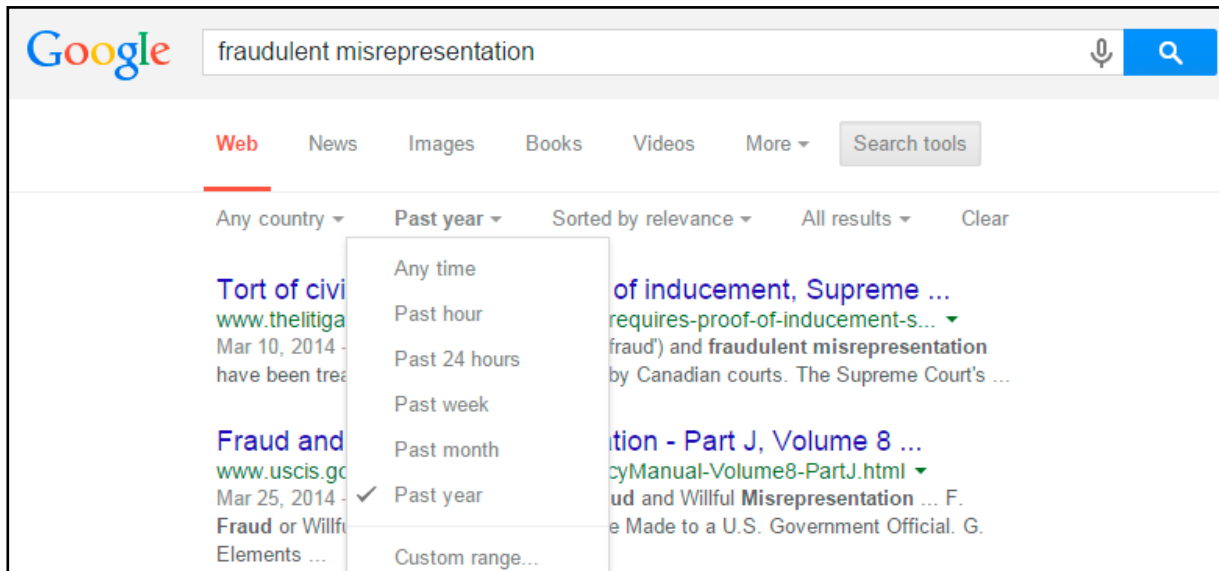 Google fraudulent misrepresentation
Web News Images Books Videos More Search tools
Any country Past year Sorted by relevance All results Clear
Any time
Past hour
Past 24 hours
Past week
Past month
Past year
Custom range...
Tort of civi of inducement, Supreme ...
www.thelitiga requires-proof-of-inducement-s...
Mar 10, 2014 - fraud') and fraudulent misrepresentation
have been trea by Canadian courts. The Supreme Court's ...
Fraud and tion - Part J, Volume 8 ...
www.uscis.go cyManual-Volume8-PartJ.html
Mar 25, 2014 - ud and Willful Misrepresentation ... F.
Fraud or Willfu e Made to a U.S. Government Official. G.
Elements ...